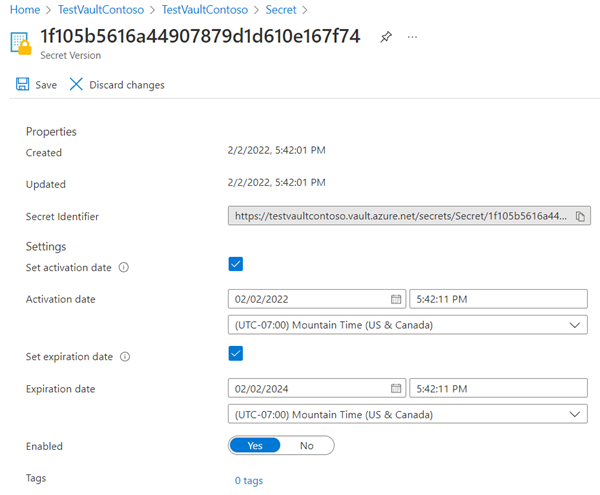 Home > TestVaultContoso > TestVaultContoso > Secret >
1f105b5616a44907879d1d610e167f74
Secret Version
Save Discard changes
Properties
Created 2/2/2022, 5:42:01 PM
Updated 2/2/2022, 5:42:01 PM
Secret Identifier https://testvaultcontoso.vault.azure.net/secrets/Secret/1f105b5616a44...
Settings
Set activation date
Activation date 02/02/2022 5:42:11 PM
(UTC-07:00) Mountain Time (US & Canada)
Set expiration date
Expiration date 02/02/2024 5:42:11 PM
(UTC-07:00) Mountain Time (US & Canada)
Enabled Yes No
Tags 0 tags